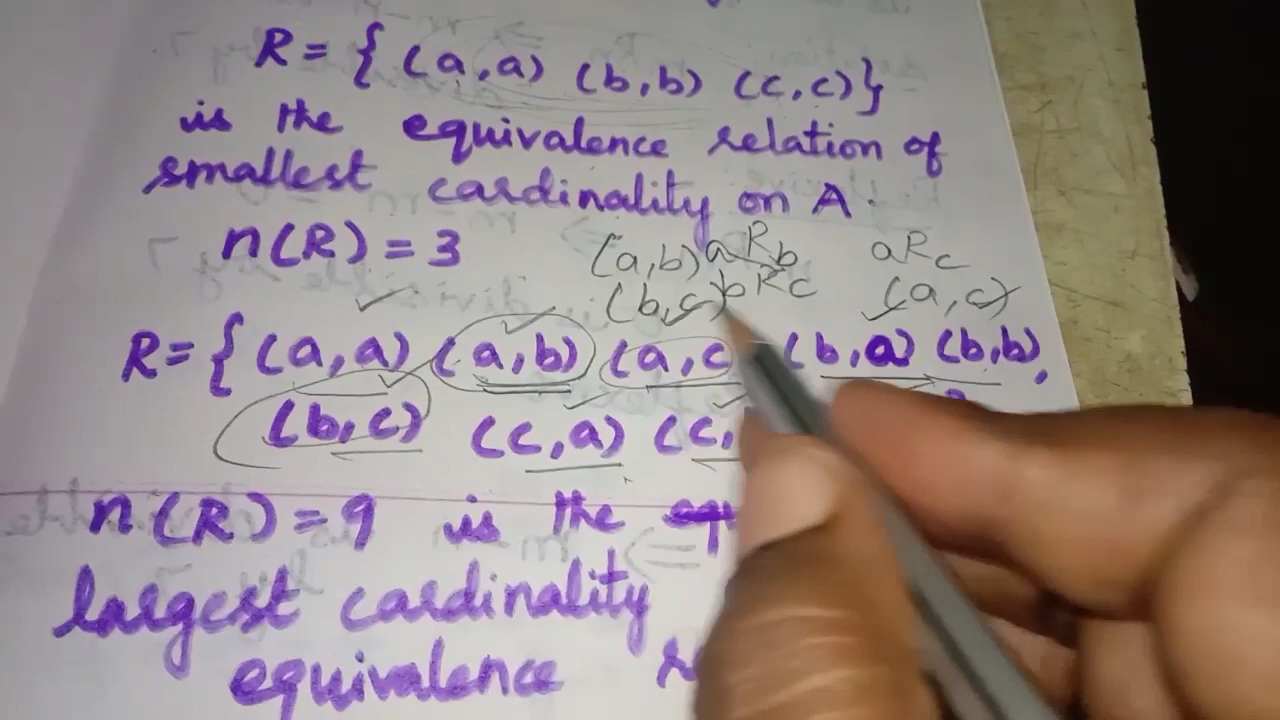 R = { (a,a) (b,b) (c,c)}
is the equivalence relation of
smallest cardinality on A.
n(R) = 3
(a,b) aRb aRc
(b,c) bRc (a,c)
R = { (a,a) (a,b) (a,c) (b,a) (b,b),
(b,c) (c,a) (c,
n(R) = 9 is the
largest cardinality
equivalence